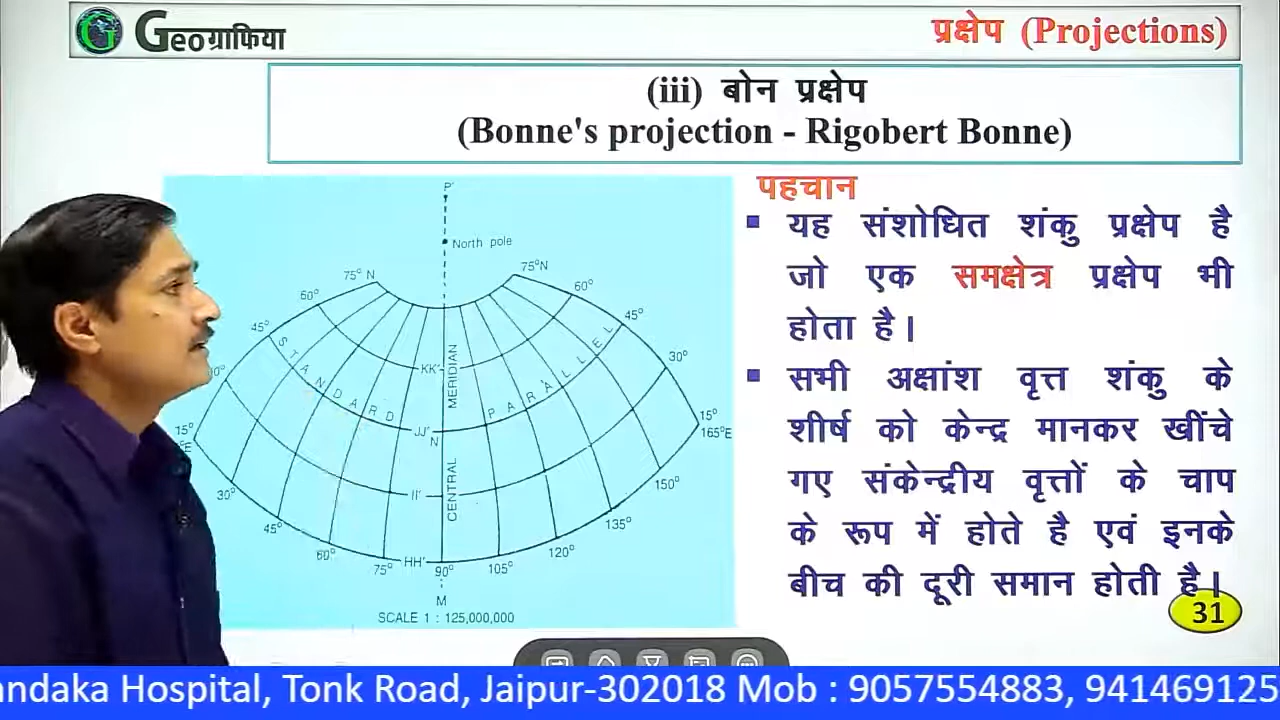 Geoग्राफिया
प्रक्षेप (Projections)
(iii) बोन प्रक्षेप
(Bonne's projection - Rigobert Bonne)
पहचान
▪ यह संशोधित शंकु प्रक्षेप है
जो एक समक्षेत्र प्रक्षेप भी
होता है।
▪ सभी अक्षांश वृत्त शंकु के
शीर्ष को केन्द्र मानकर खींचे
गए संकेन्द्रीय वृत्तों के चाप
के रूप में होते है एवं इनके
बीच की दूरी समान होती है।
31
P'
North pole
75° N
75°N
60°
60°
45°
45°
30°
STANDARD PARALLEL
KK'
CENTRAL MERIDIAN
JJ'
N
15°
15°
165°E
II'
30°
150°
45°
135°
60°
120°
75°
HH'
90°
105°
M
SCALE 1 : 125,000,000
Hospital, Tonk Road, Jaipur-302018 Mob : 9057554883, 941469125